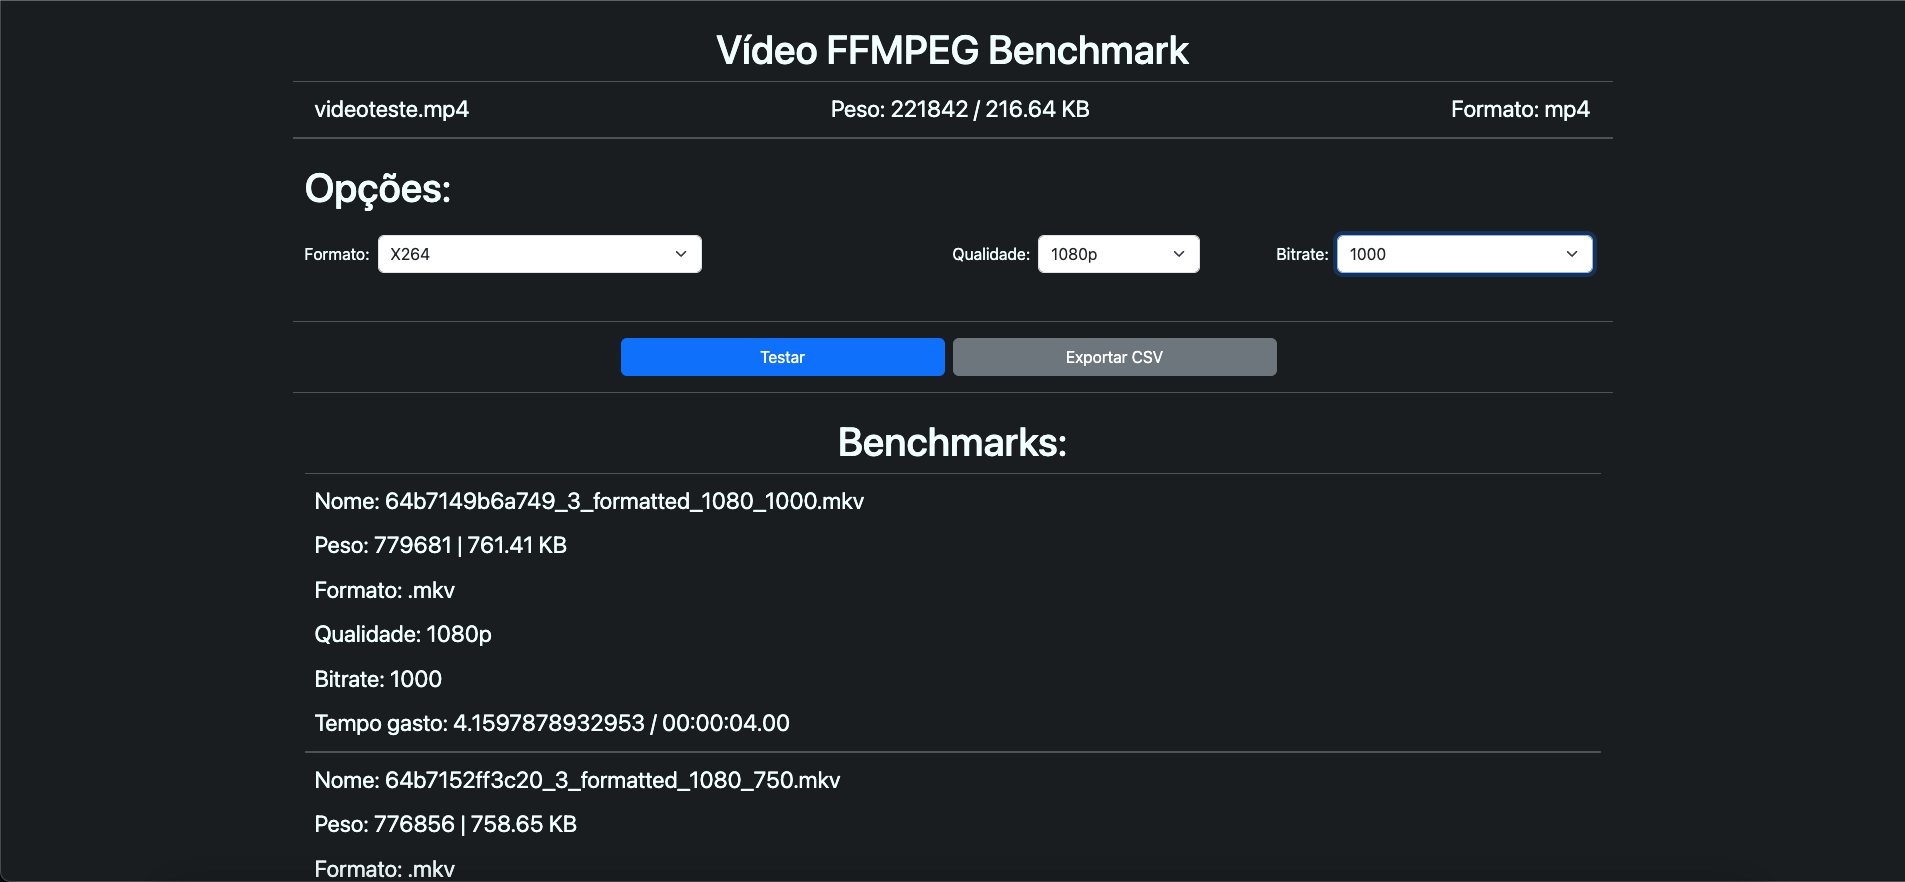 Vídeo FFMPEG Benchmark
videoteste.mp4 Peso: 221842 / 216.64 KB Formato: mp4
Opções:
Formato: X264 Qualidade: 1080p Bitrate: 1000
Testar Exportar CSV
Benchmarks:
Nome: 64b7149b6a749_3_formatted_1080_1000.mkv
Peso: 779681 | 761.41 KB
Formato: .mkv
Qualidade: 1080p
Bitrate: 1000
Tempo gasto: 4.1597878932953 / 00:00:04.00
Nome: 64b7152ff3c20_3_formatted_1080_750.mkv
Peso: 776856 | 758.65 KB
Formato: .mkv